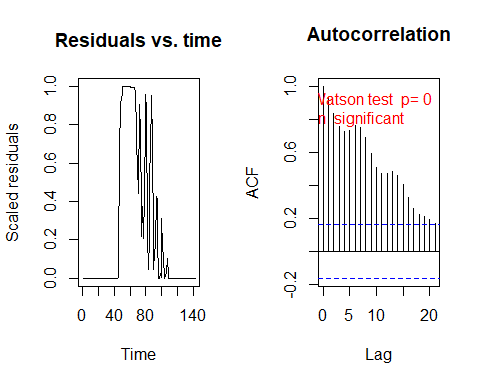 Residuals vs. time
Scaled residuals
0.0 0.2 0.4 0.6 0.8 1.0
0 40 80 140
Time
Autocorrelation
Watson test p= 0
n significant
ACF
-0.2 0.2 0.6 1.0
0 5 10 20
Lag